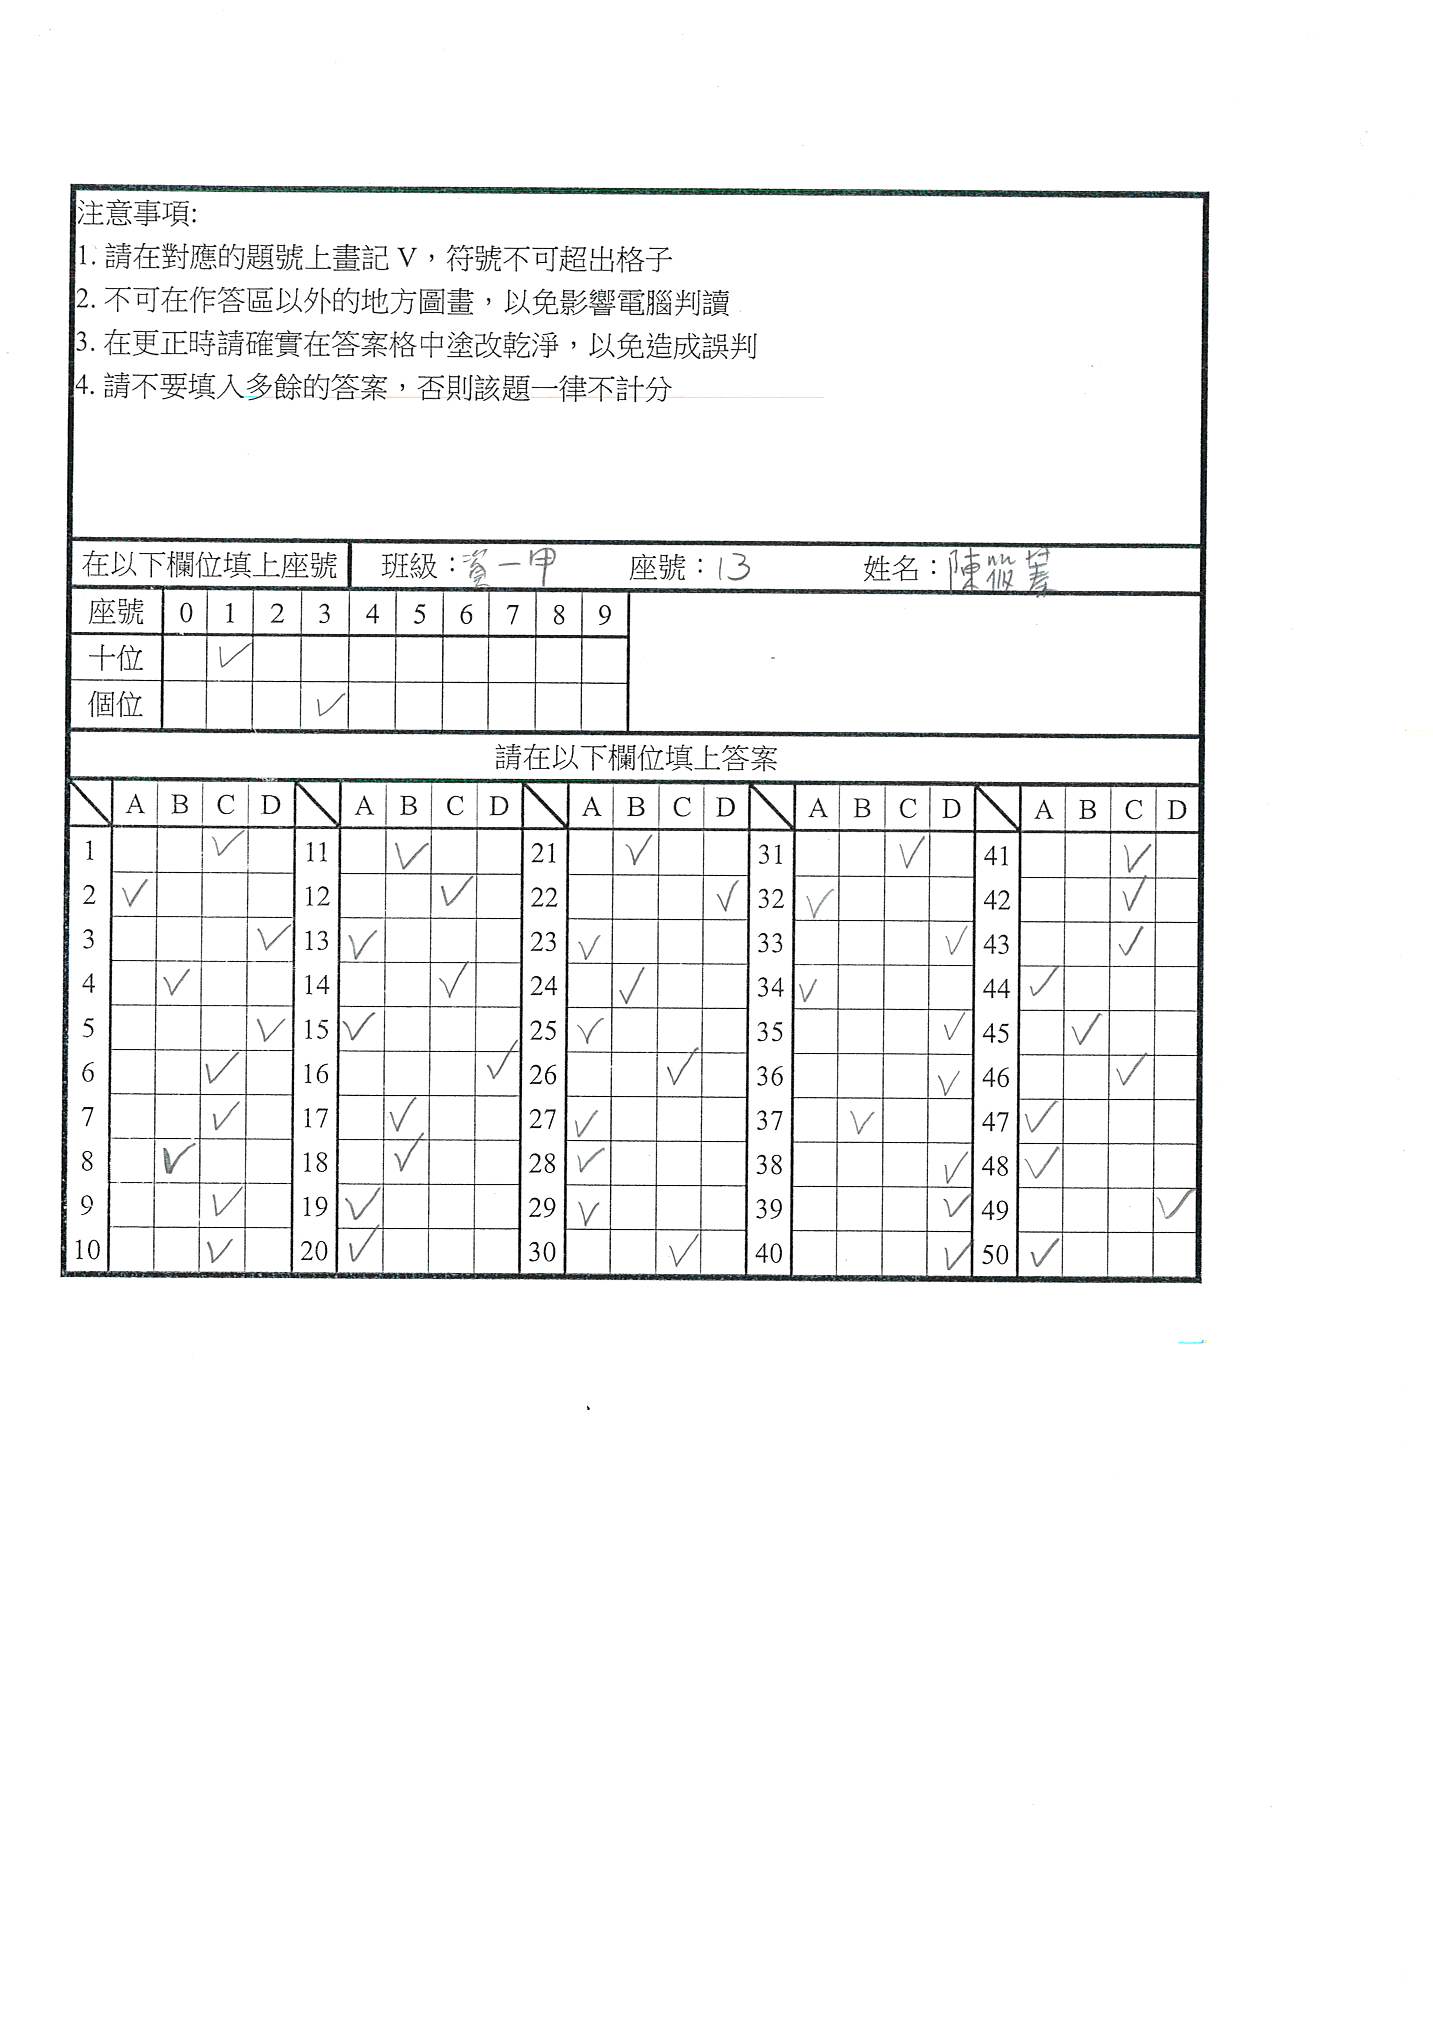 注意事項:
1. 請在對應的題號上畫記 V,符號不可超出格子
2. 不可在作答區以外的地方圖畫,以免影響電腦判讀
3. 在更正時請確實在答案格中塗改乾淨,以免造成誤判
4. 請不要填入多餘的答案,否則該題一律不計分
在以下欄位填上座號 班級:資一甲 座號:13 姓名:陳筱蓁
座號 0 1 2 3 4 5 6 7 8 9
十位 ✓
個位 ✓
請在以下欄位填上答案
A B C D A B C D A B C D A B C D A B C D
1 ✓ 11 ✓ 21 ✓ 31 ✓ 41 ✓
2 ✓ 12 ✓ 22 ✓ 32 ✓ 42 ✓
3 ✓ 13 ✓ 23 ✓ 33 ✓ 43 ✓
4 ✓ 14 ✓ 24 ✓ 34 ✓ 44 ✓
5 ✓ 15 ✓ 25 ✓ 35 ✓ 45 ✓
6 ✓ 16 ✓ 26 ✓ 36 ✓ 46 ✓
7 ✓ 17 ✓ 27 ✓ 37 ✓ 47 ✓
8 ✓ 18 ✓ 28 ✓ 38 ✓ 48 ✓
9 ✓ 19 ✓ 29 ✓ 39 ✓ 49 ✓
10 ✓ 20 ✓ 30 ✓ 40 ✓ 50 ✓